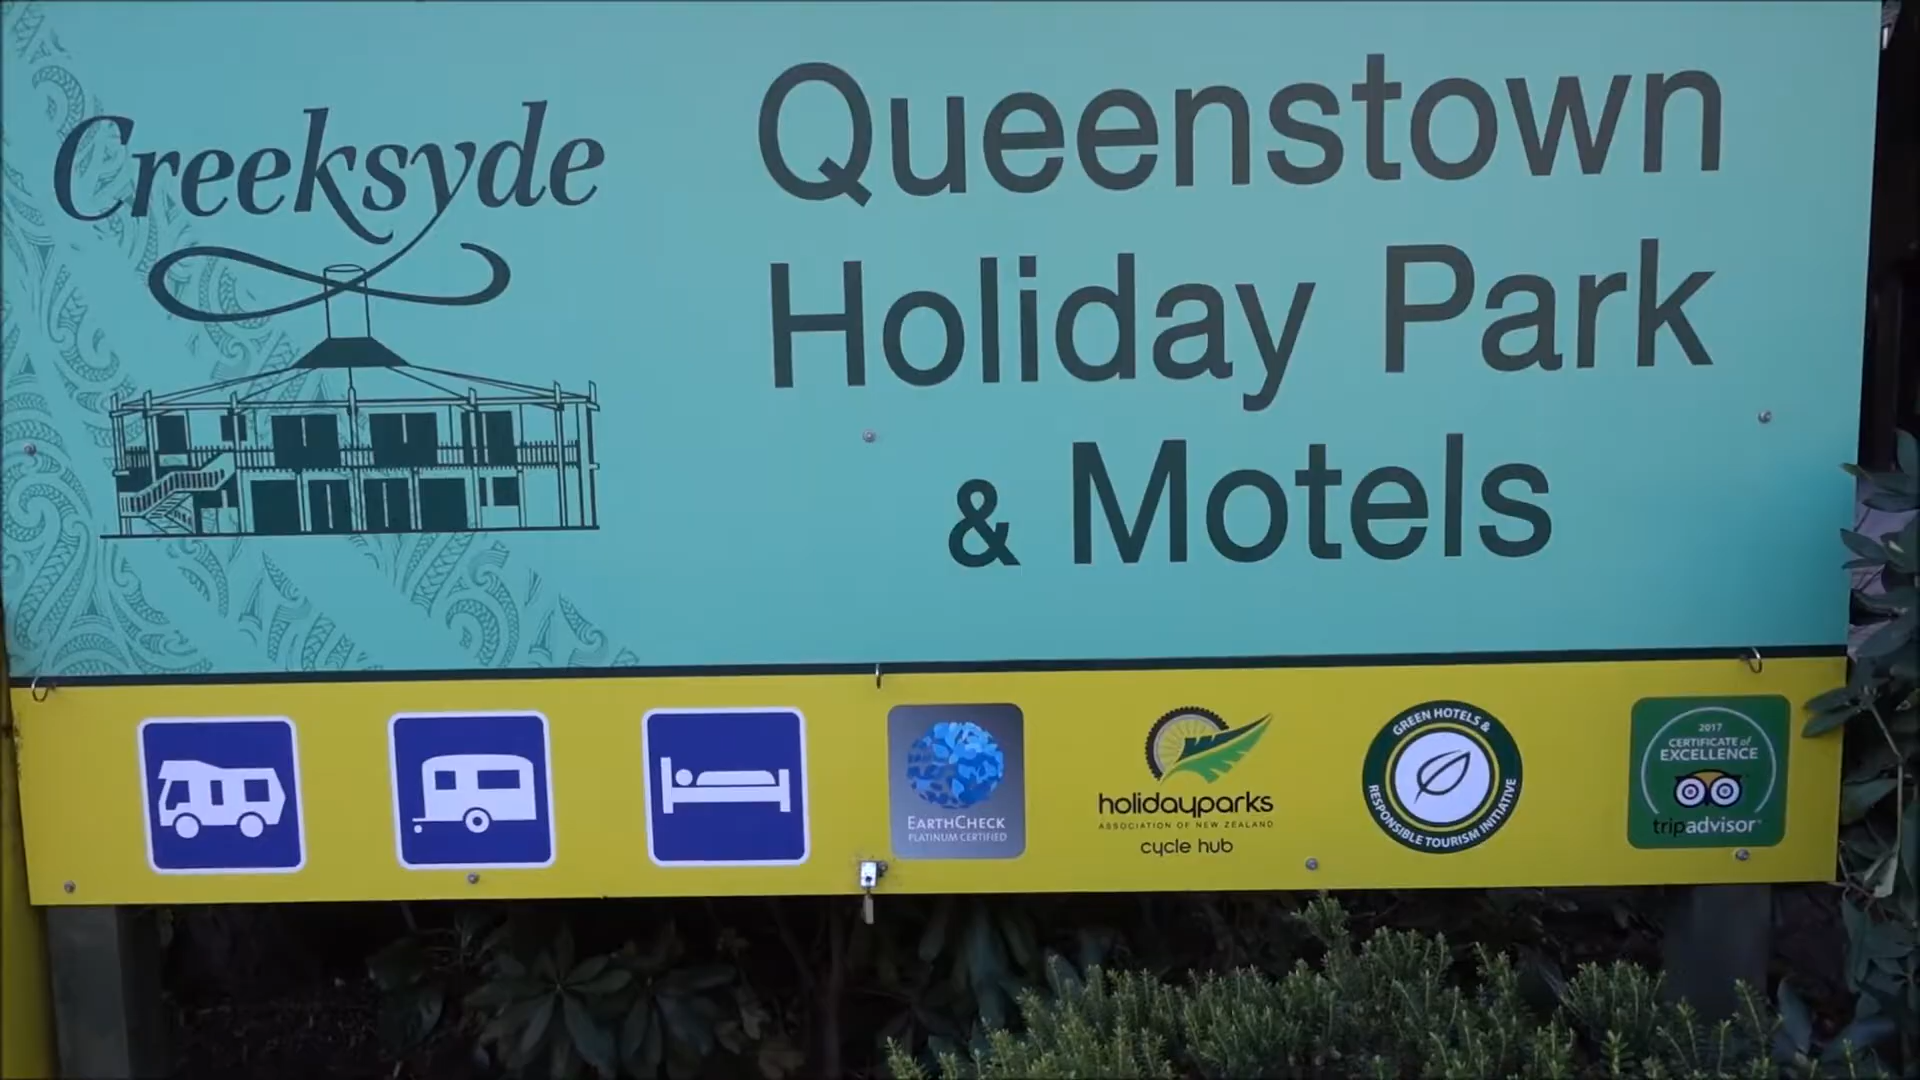 Creeksyde
Queenstown
Holiday Park
& Motels
EARTHCHECK
PLATINUM CERTIFIED
holidayparks
ASSOCIATION OF NEW ZEALAND
cycle hub
GREEN HOTELS &
RESPONSIBLE TOURISM INITIATIVE
2017
CERTIFICATE of
EXCELLENCE
tripadvisor